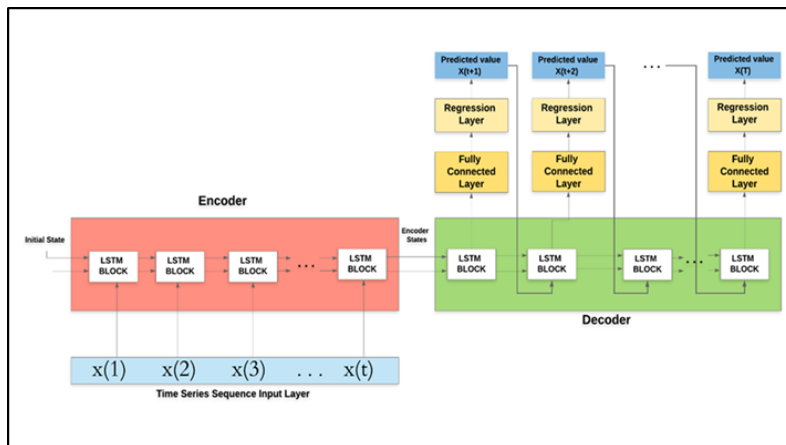 Predicted value
X(t+1)
Predicted value
X(t+2)
...
Predicted value
X(T)
Regression
Layer
Regression
Layer
Regression
Layer
Fully
Connected
Layer
Fully
Connected
Layer
Fully
Connected
Layer
Encoder
Initial State
Encoder
States
LSTM
BLOCK
LSTM
BLOCK
LSTM
BLOCK
...
LSTM
BLOCK
LSTM
BLOCK
LSTM
BLOCK
LSTM
BLOCK
...
LSTM
BLOCK
Decoder
x(1) x(2) x(3) . . . x(t)
Time Series Sequence Input Layer